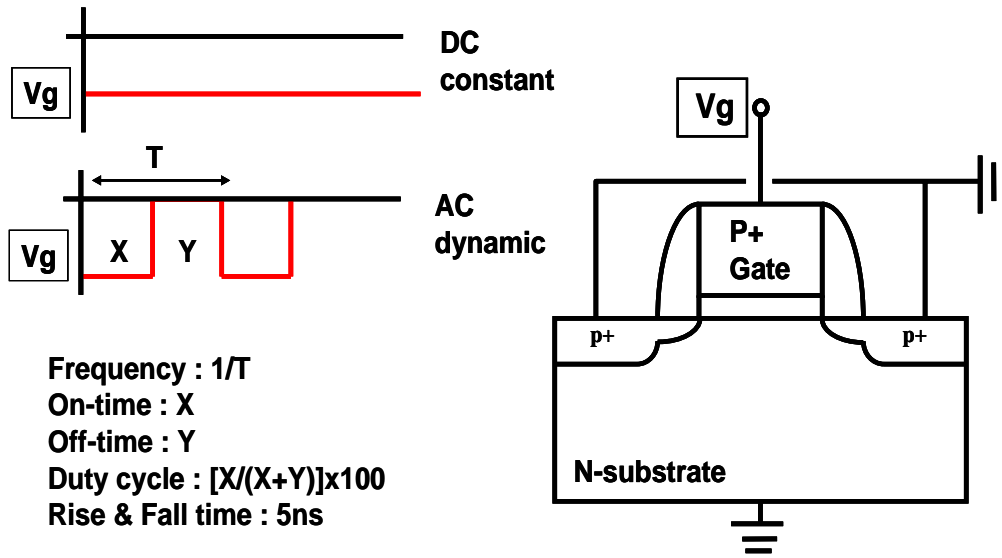 DC
constant
Vg
T
AC
dynamic
Vg
X
Y
Frequency : 1/T
On-time : X
Off-time : Y
Duty cycle : [X/(X+Y)]x100
Rise & Fall time : 5ns
Vg
P+
Gate
p+
p+
N-substrate